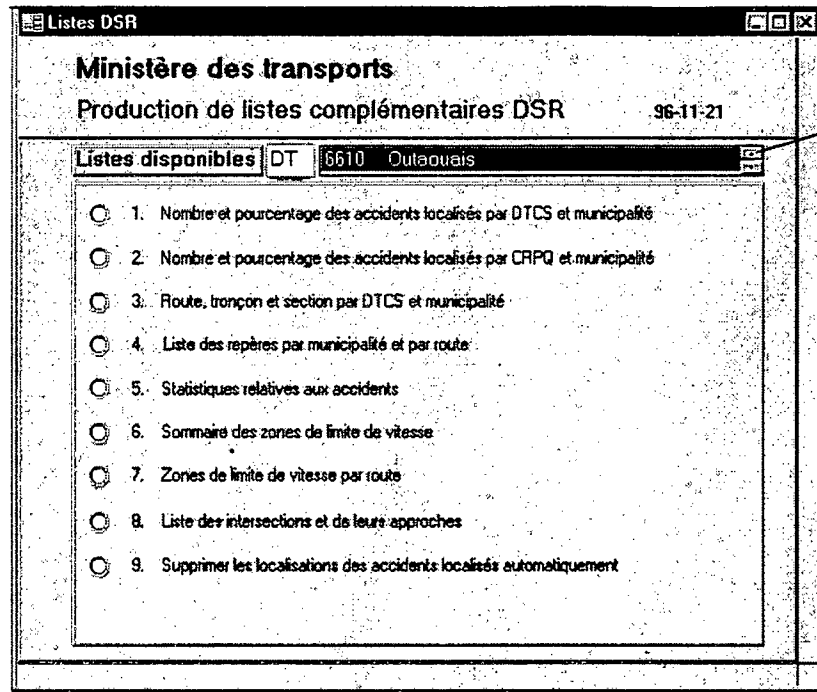 Listes DSR
Ministère des transports
Production de listes complémentaires DSR 96-11-21
Listes disponibles DT 6610 Outaouais
1. Nombre et pourcentage des accidents localisés par DTCS et municipalité
2. Nombre et pourcentage des accidents localisés par CRPQ et municipalité
3. Route, tronçon et section par DTCS et municipalité
4. Liste des repères par municipalité et par route
5. Statistiques relatives aux accidents
6. Sommaire des zones de limite de vitesse
7. Zones de limite de vitesse par route
8. Liste des intersections et de leurs approches
9. Supprimer les localisations des accidents localisés automatiquement